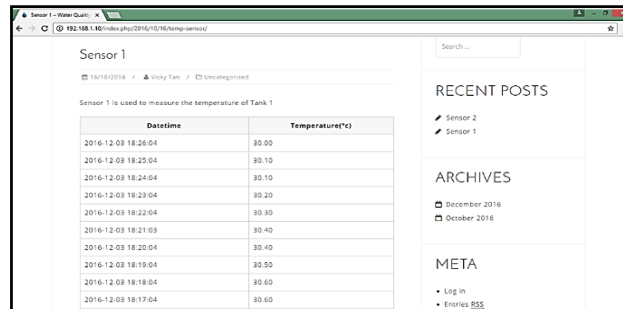 Sensor 1 – Water Quality
192.168.1.10/index.php/2016/10/16/temp-sensor/
Sensor 1
16/10/2016 / Vicky Tan / Uncategorized
Sensor 1 is used to measure the temperature of Tank 1
Datetime Temperature(°c)
2016-12-03 18:26:04 30.00
2016-12-03 18:25:04 30.10
2016-12-03 18:24:04 30.10
2016-12-03 18:23:04 30.20
2016-12-03 18:22:04 30.30
2016-12-03 18:21:03 30.40
2016-12-03 18:20:04 30.40
2016-12-03 18:19:04 30.50
2016-12-03 18:18:04 30.60
2016-12-03 18:17:04 30.60
Search ...
RECENT POSTS
Sensor 2
Sensor 1
ARCHIVES
December 2016
October 2016
META
Log in
Entries RSS